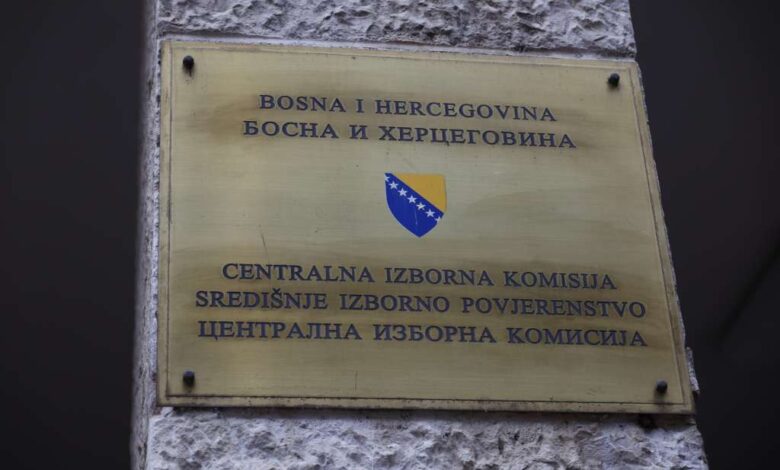 BOSNA I HERCEGOVINA
БОСНА И ХЕРЦЕГОВИНА
CENTRALNA IZBORNA KOMISIJA
SREDIŠNJE IZBORNO POVJERENSTVO
ЦЕНТРАЛНА ИЗБОРНА КОМИСИЈА